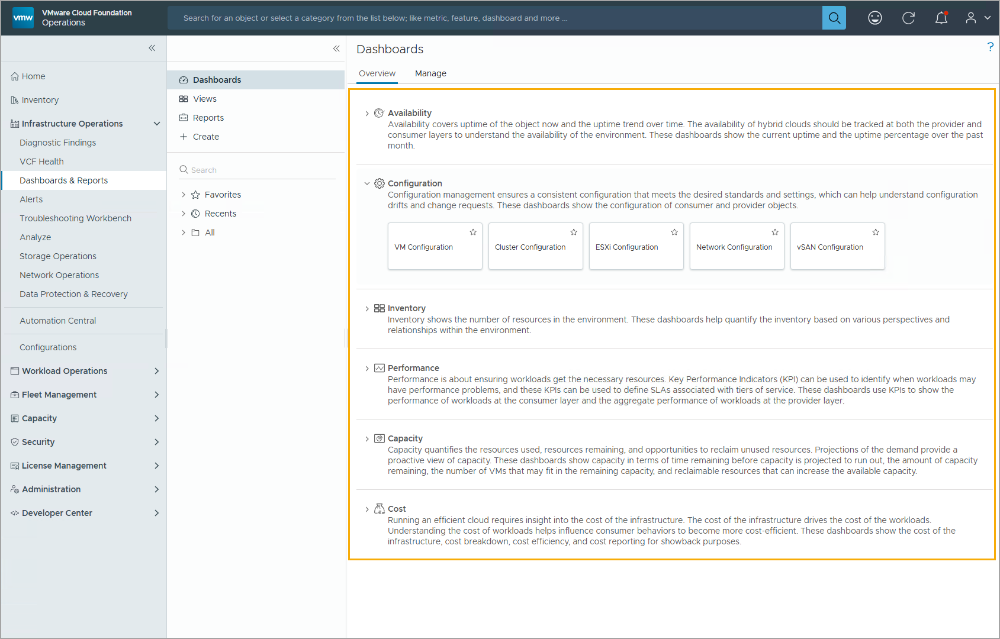 vmw
VMware Cloud Foundation
Operations
Search for an object or select a category from the list below; like metric, feature, dashboard and more ...
Home
Inventory
Infrastructure Operations
Diagnostic Findings
VCF Health
Dashboards & Reports
Alerts
Troubleshooting Workbench
Analyze
Storage Operations
Network Operations
Data Protection & Recovery
Automation Central
Configurations
Workload Operations
Fleet Management
Capacity
Security
License Management
Administration
Developer Center
Dashboards
Views
Reports
Create
Search
Favorites
Recents
All
Dashboards
?
Overview
Manage
Availability
Availability covers uptime of the object now and the uptime trend over time. The availability of hybrid clouds should be tracked at both the provider and
consumer layers to understand the availability of the environment. These dashboards show the current uptime and the uptime percentage over the past
month.
Configuration
Configuration management ensures a consistent configuration that meets the desired standards and settings, which can help understand configuration
drifts and change requests. These dashboards show the configuration of consumer and provider objects.
VM Configuration
Cluster Configuration
ESXi Configuration
Network Configuration
vSAN Configuration
Inventory
Inventory shows the number of resources in the environment. These dashboards help quantify the inventory based on various perspectives and
relationships within the environment.
Performance
Performance is about ensuring workloads get the necessary resources. Key Performance Indicators (KPI) can be used to identify when workloads may
have performance problems, and these KPIs can be used to define SLAs associated with tiers of service. These dashboards use KPIs to show the
performance of workloads at the consumer layer and the aggregate performance of workloads at the provider layer.
Capacity
Capacity quantifies the resources used, resources remaining, and opportunities to reclaim unused resources. Projections of the demand provide a
proactive view of capacity. These dashboards show capacity in terms of time remaining before capacity is projected to run out, the amount of capacity
remaining, the number of VMs that may fit in the remaining capacity, and reclaimable resources that can increase the available capacity.
Cost
Running an efficient cloud requires insight into the cost of the infrastructure. The cost of the infrastructure drives the cost of the workloads.
Understanding the cost of workloads helps influence consumer behaviors to become more cost-efficient. These dashboards show the cost of the
infrastructure, cost breakdown, cost efficiency, and cost reporting for showback purposes.